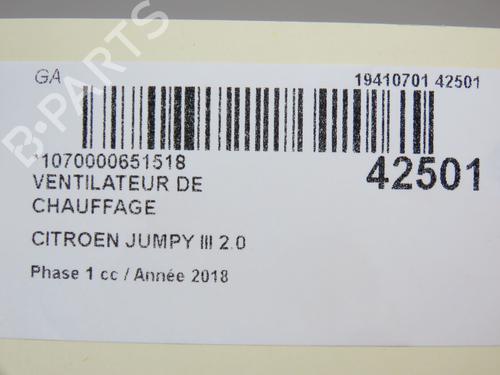 GA
19410701 42501
*1070000651518
42501
VENTILATEUR DE
CHAUFFAGE
CITROEN JUMPY III 2.0
Phase 1 cc / Année 2018
B-PARTS